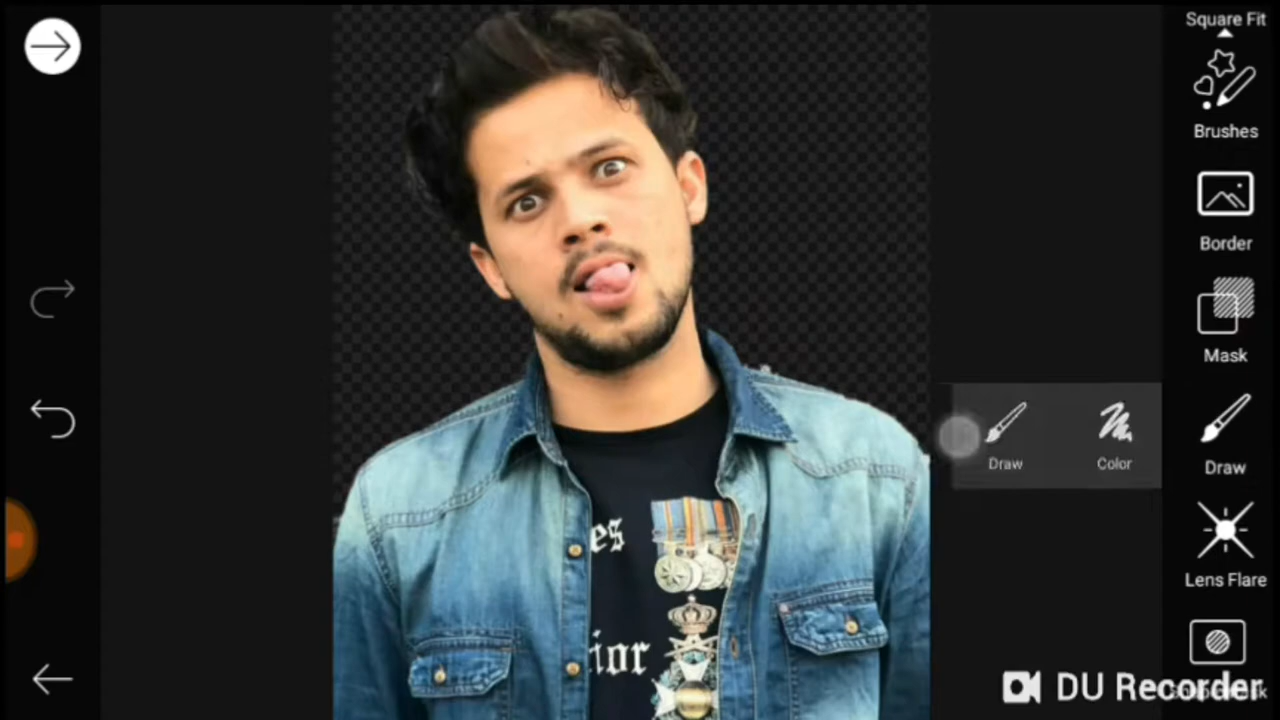 Square Fit
Brushes
Border
Mask
Draw
Color
Draw
Lens Flare
es
ior
DU Recorder